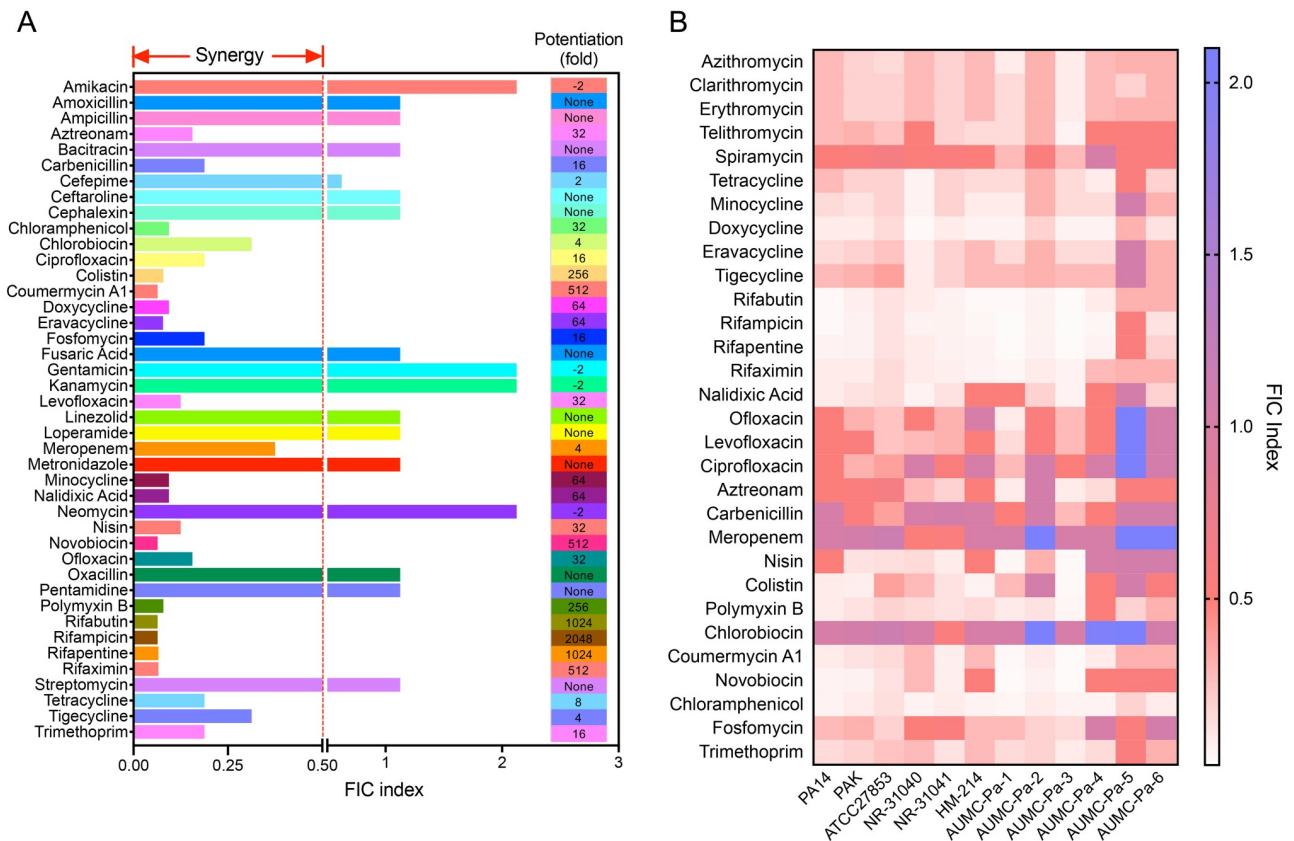 A
Synergy
Potentiation
(fold)
Amikacin -2
Amoxicillin None
Ampicillin None
Aztreonam 32
Bacitracin None
Carbenicillin 16
Cefepime 2
Ceftaroline None
Cephalexin None
Chloramphenicol 32
Chlorobiocin 4
Ciprofloxacin 16
Colistin 256
Coumermycin A1 512
Doxycycline 64
Eravacycline 64
Fosfomycin 16
Fusaric Acid None
Gentamicin -2
Kanamycin -2
Levofloxacin 32
Linezolid None
Loperamide None
Meropenem 4
Metronidazole None
Minocycline 64
Nalidixic Acid 64
Neomycin -2
Nisin 32
Novobiocin 512
Ofloxacin 32
Oxacillin None
Pentamidine None
Polymyxin B 256
Rifabutin 1024
Rifampicin 2048
Rifapentine 1024
Rifaximin 512
Streptomycin None
Tetracycline 8
Tigecycline 4
Trimethoprim 16
0.00 0.25 0.50 1 2 3
FIC index
B
Azithromycin
Clarithromycin
Erythromycin
Telithromycin
Spiramycin
Tetracycline
Minocycline
Doxycycline
Eravacycline
Tigecycline
Rifabutin
Rifampicin
Rifapentine
Rifaximin
Nalidixic Acid
Ofloxacin
Levofloxacin
Ciprofloxacin
Aztreonam
Carbenicillin
Meropenem
Nisin
Colistin
Polymyxin B
Chlorobiocin
Coumermycin A1
Novobiocin
Chloramphenicol
Fosfomycin
Trimethoprim
PA14
PAK
ATCC27853
NR-31040
NR-31041
HM-214
AUMC-Pa-1
AUMC-Pa-2
AUMC-Pa-3
AUMC-Pa-4
AUMC-Pa-5
AUMC-Pa-6
2.0
1.5
1.0
0.5
FIC Index